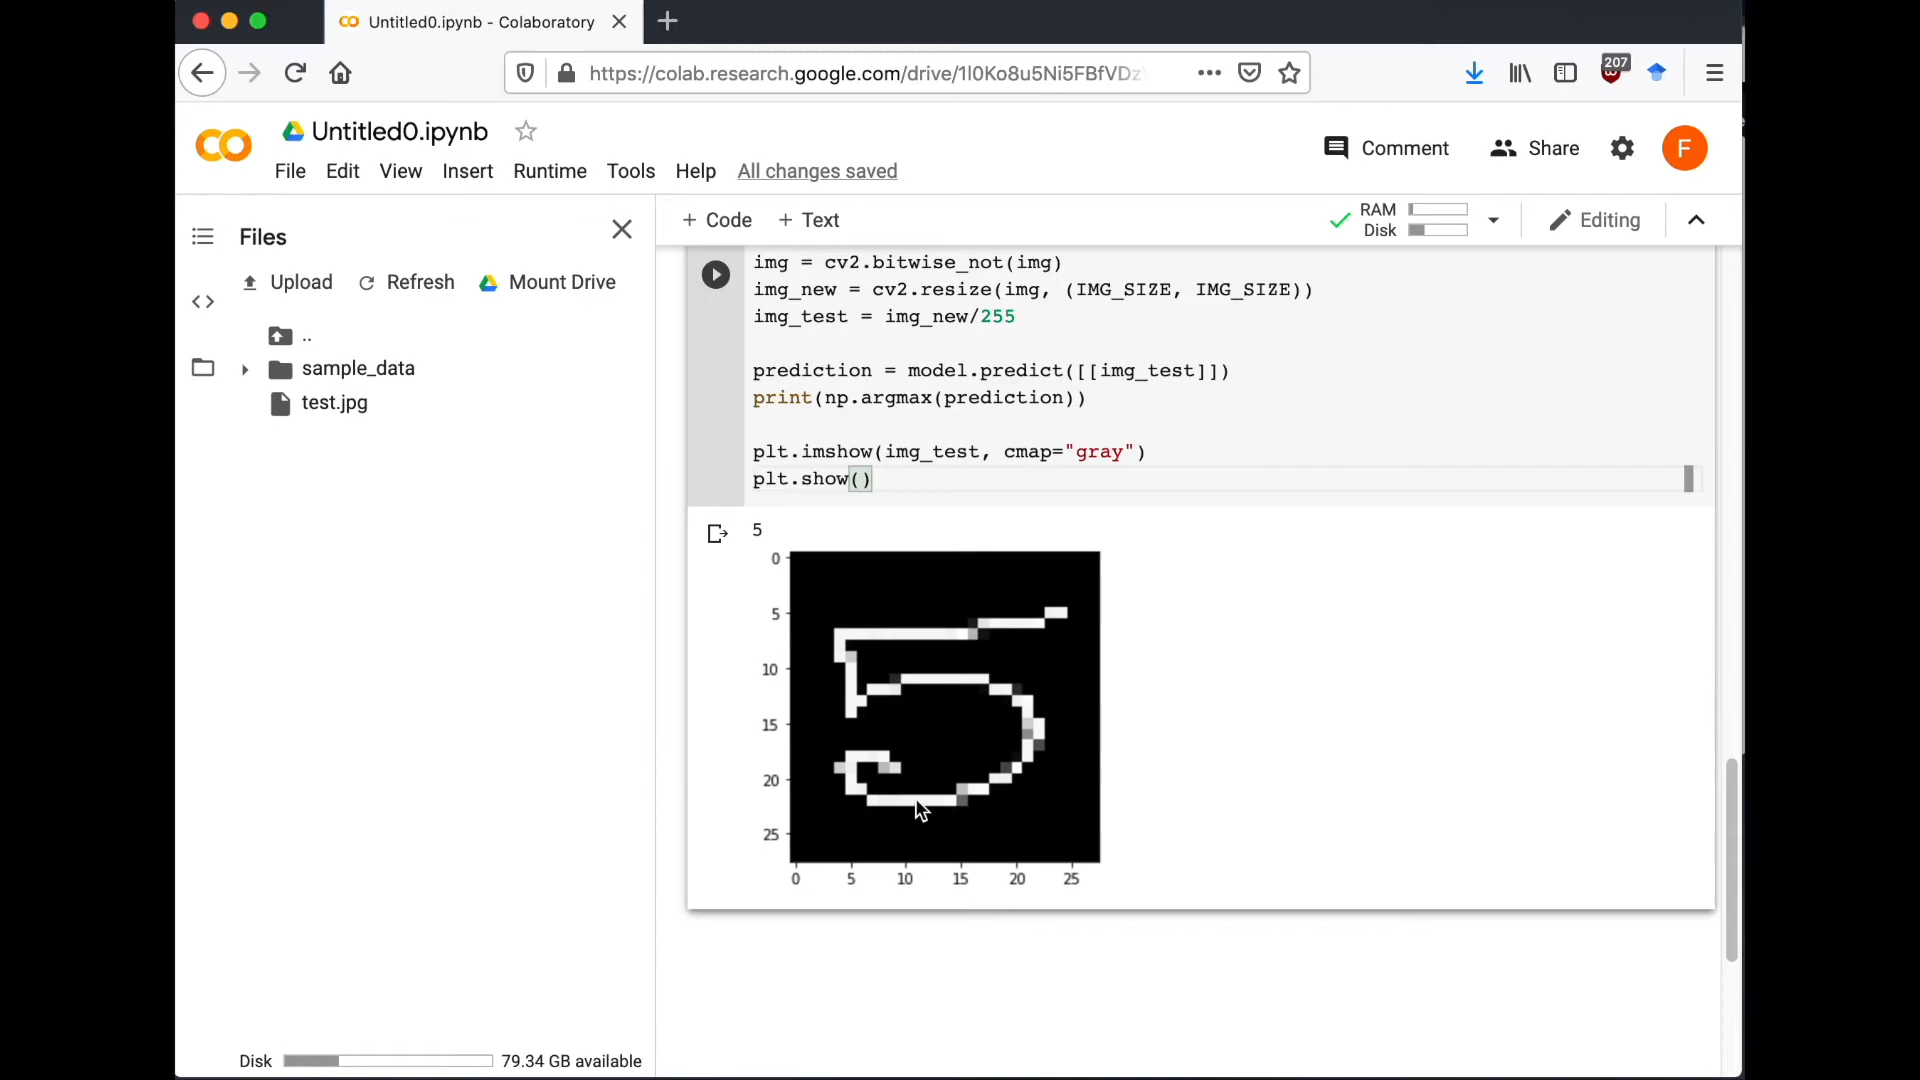 Untitled0.ipynb - Colaboratory
https://colab.research.google.com/drive/1I0Ko8u5Ni5FBfVDz
207
CO Untitled0.ipynb
File Edit View Insert Runtime Tools Help All changes saved
Comment Share F
Files
Upload Refresh Mount Drive
..
sample_data
test.jpg
Disk 79.34 GB available
+ Code + Text
RAM
Disk
Editing
img = cv2.bitwise_not(img)
img_new = cv2.resize(img, (IMG_SIZE, IMG_SIZE))
img_test = img_new/255
prediction = model.predict([[img_test]])
print(np.argmax(prediction))
plt.imshow(img_test, cmap="gray")
plt.show()
5
0
5
10
15
20
25
5
0 5 10 15 20 25